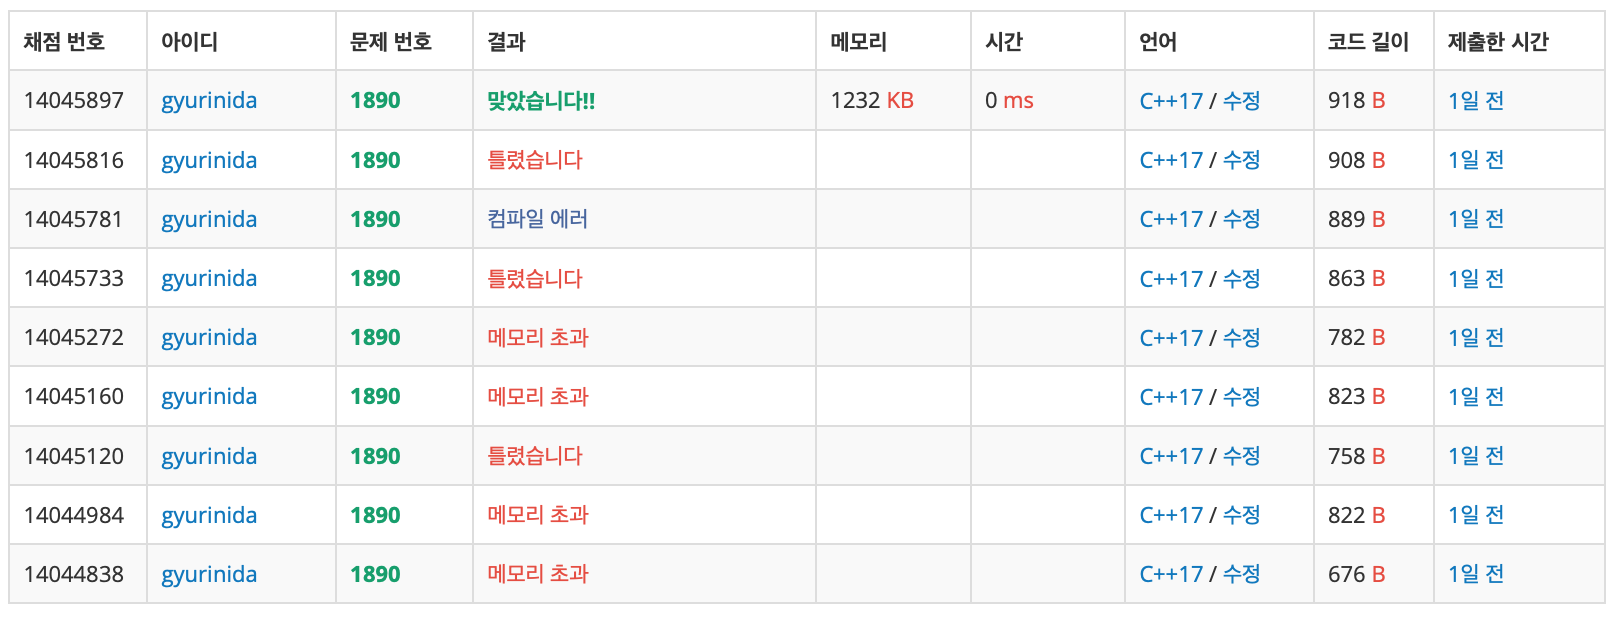 채점 번호 아이디 문제 번호 결과 메모리 시간 언어 코드 길이 제출한 시간
14045897 gyurinida 1890 맞았습니다!! 1232 KB 0 ms C++17 / 수정 918 B 1일 전
14045816 gyurinida 1890 틀렸습니다 C++17 / 수정 908 B 1일 전
14045781 gyurinida 1890 컴파일 에러 C++17 / 수정 889 B 1일 전
14045733 gyurinida 1890 틀렸습니다 C++17 / 수정 863 B 1일 전
14045272 gyurinida 1890 메모리 초과 C++17 / 수정 782 B 1일 전
14045160 gyurinida 1890 메모리 초과 C++17 / 수정 823 B 1일 전
14045120 gyurinida 1890 틀렸습니다 C++17 / 수정 758 B 1일 전
14044984 gyurinida 1890 메모리 초과 C++17 / 수정 822 B 1일 전
14044838 gyurinida 1890 메모리 초과 C++17 / 수정 676 B 1일 전